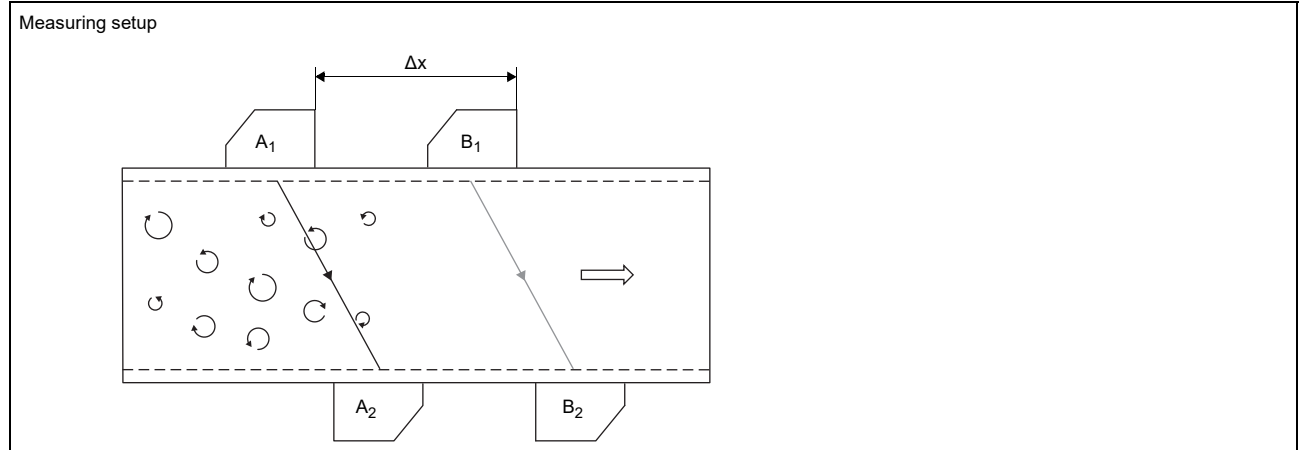 Measuring setup
Δx
A₁ B₁
A₂ B₂